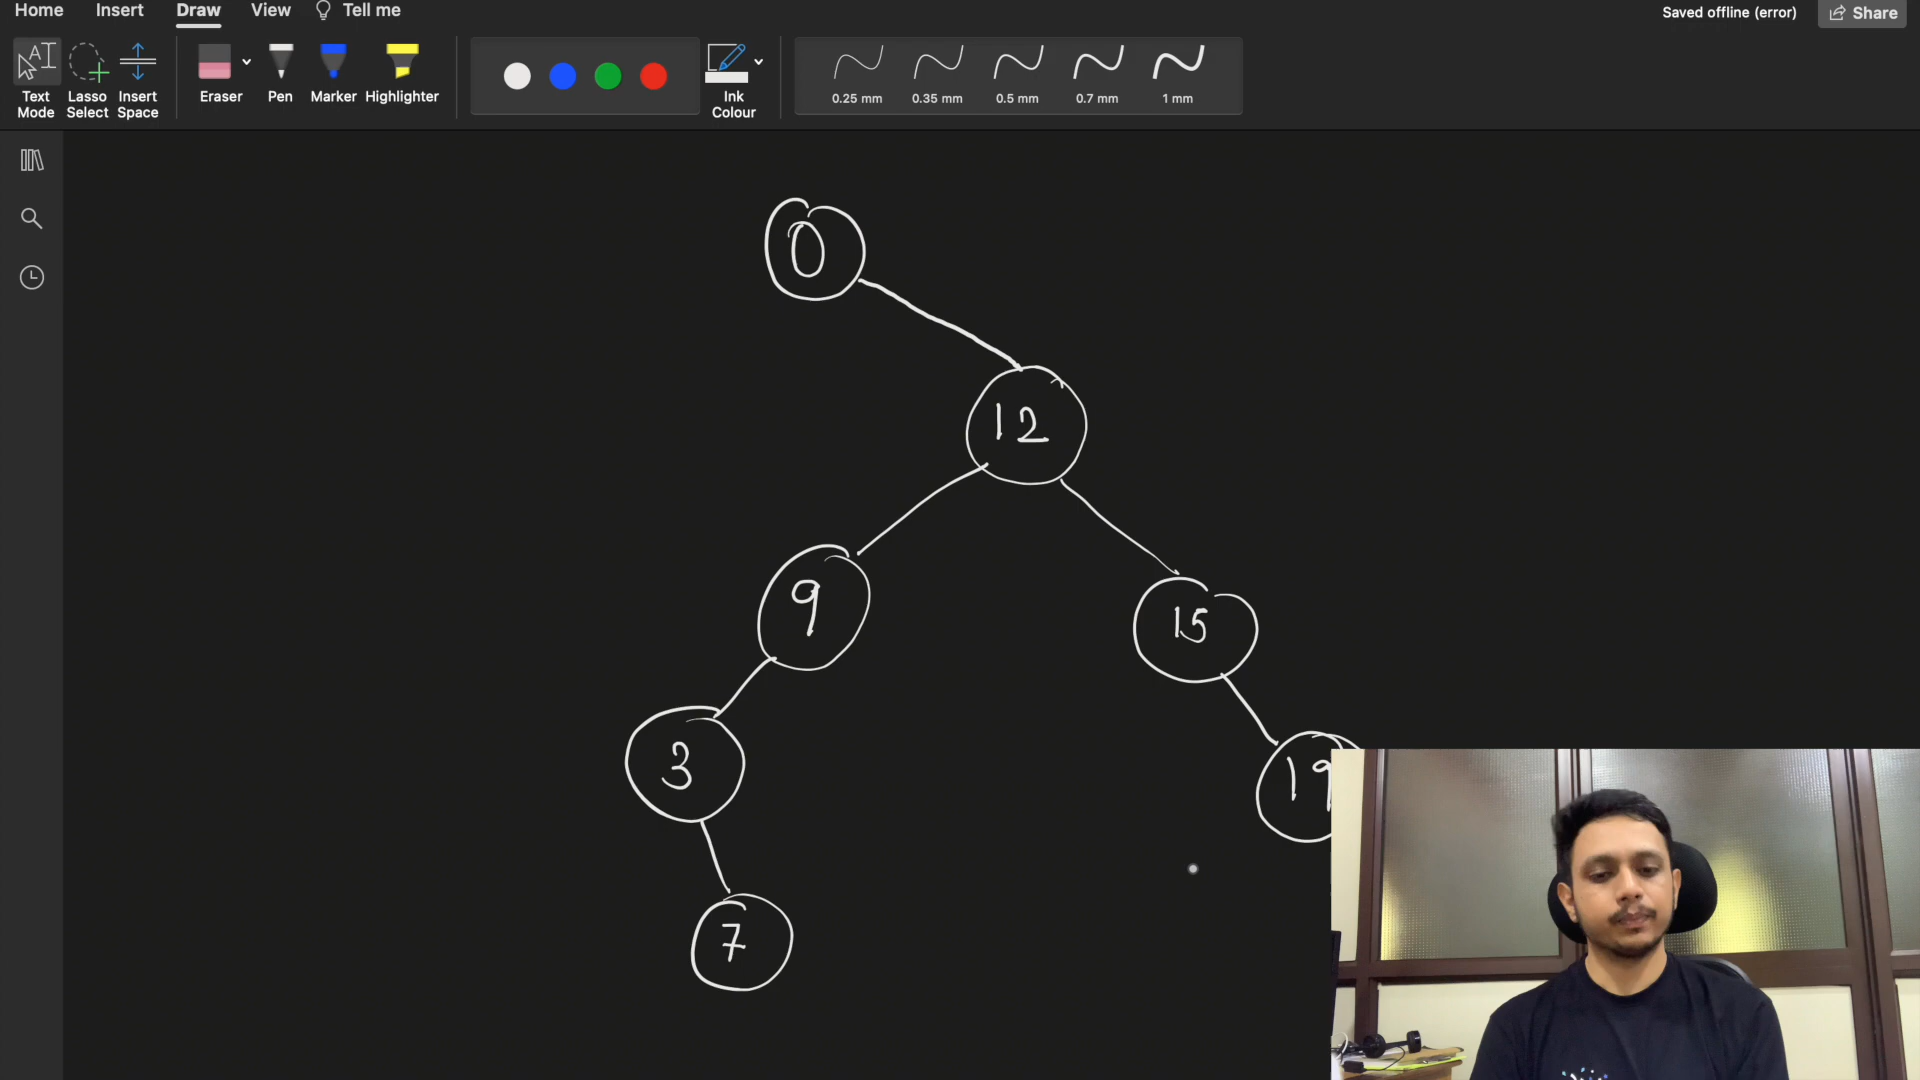 Home Insert Draw View Tell me
Saved offline (error) Share
Text Mode
Lasso Select
Insert Space
Eraser
Pen
Marker
Highlighter
Ink Colour
0.25 mm
0.35 mm
0.5 mm
0.7 mm
1 mm
0
12
9
15
3
19
7